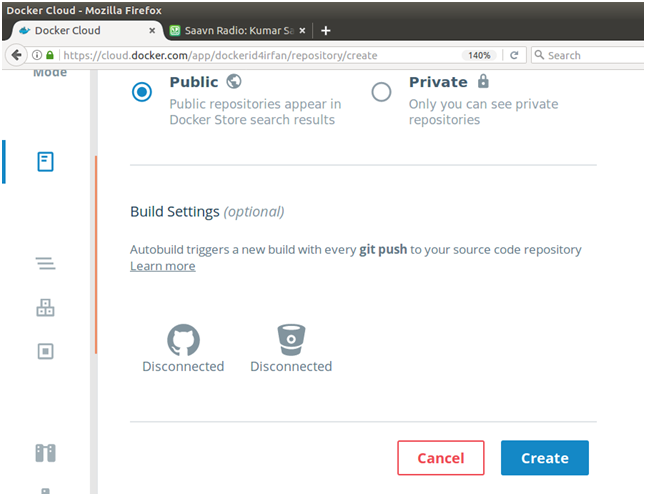 Docker Cloud - Mozilla Firefox
Docker Cloud × Saavn Radio: Kumar Sa × +
https://cloud.docker.com/app/dockerid4irfan/repository/create 140% Search
Mode
Public Private
Public repositories appear in Docker Store search results
Only you can see private repositories
Build Settings (optional)
Autobuild triggers a new build with every git push to your source code repository
Learn more
Disconnected Disconnected
Cancel Create